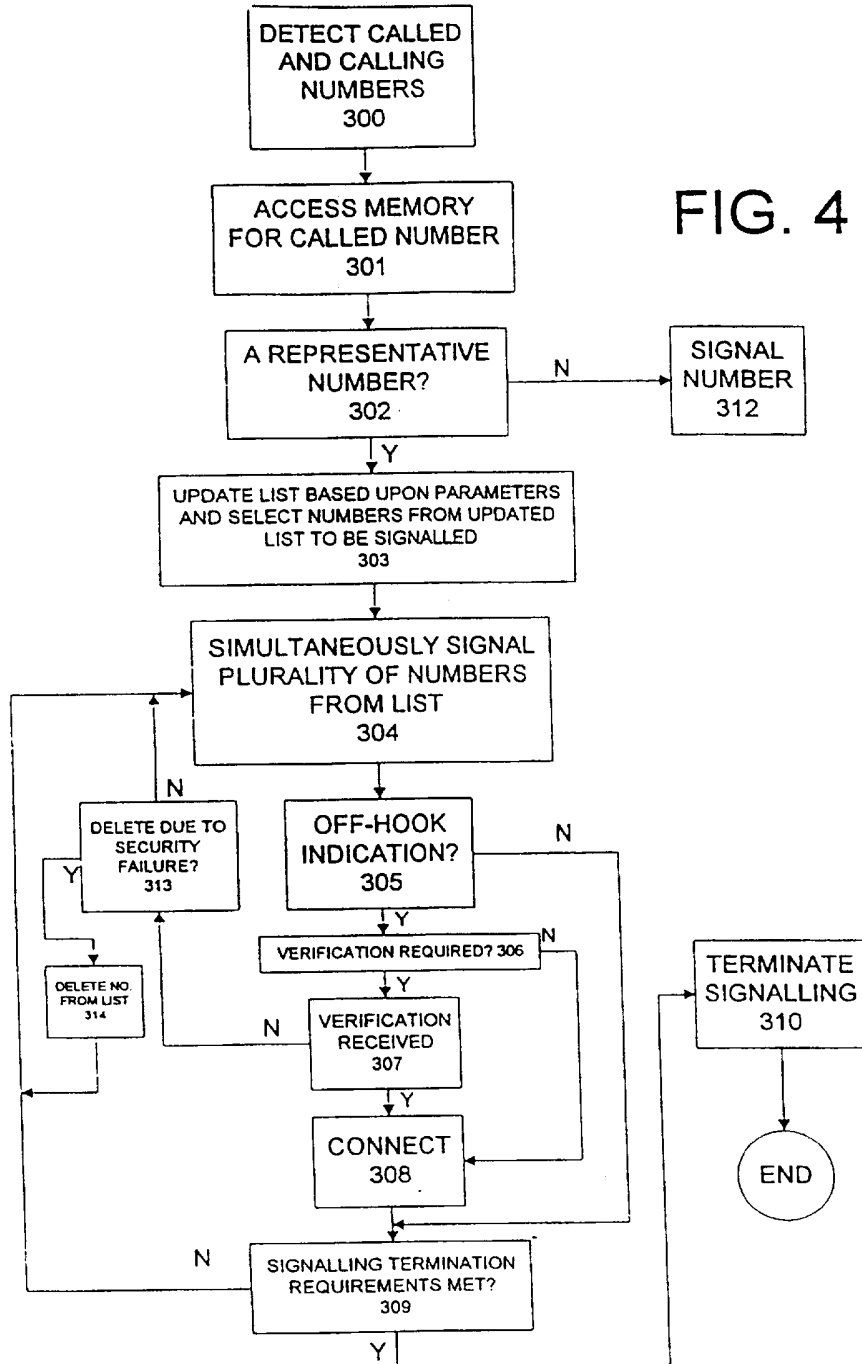 DETECT CALLED
AND CALLING
NUMBERS
300
ACCESS MEMORY
FOR CALLED NUMBER
301
FIG. 4
A REPRESENTATIVE
NUMBER?
302
N
SIGNAL
NUMBER
312
Y
UPDATE LIST BASED UPON PARAMETERS
AND SELECT NUMBERS FROM UPDATED
LIST TO BE SIGNALLED
303
SIMULTANEOUSLY SIGNAL
PLURALITY OF NUMBERS
FROM LIST
304
N
DELETE DUE TO
SECURITY
FAILURE?
313
Y
OFF-HOOK
INDICATION?
305
N
Y
VERIFICATION REQUIRED? 306
N
Y
DELETE NO.
FROM LIST
314
N
VERIFICATION
RECEIVED
307
Y
TERMINATE
SIGNALLING
310
CONNECT
308
END
N
SIGNALLING TERMINATION
REQUIREMENTS MET?
309
Y